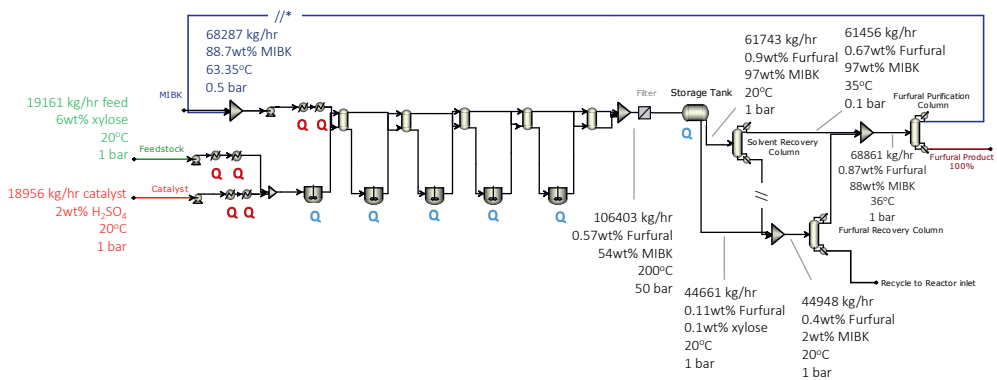 //*
68287 kg/hr
88.7wt% MIBK
63.35°C
0.5 bar
MIBK
19161 kg/hr feed
6wt% xylose
20°C
1 bar
Feedstock
18956 kg/hr catalyst
2wt% H₂SO₄
20°C
1 bar
Catalyst
Q Q
Q Q
Q Q
Q
Q
Q
Q
Q
106403 kg/hr
0.57wt% Furfural
54wt% MIBK
200°C
50 bar
Filter
Storage Tank
Q
61743 kg/hr
0.9wt% Furfural
97wt% MIBK
20°C
1 bar
61456 kg/hr
0.67wt% Furfural
97wt% MIBK
35°C
0.1 bar
Solvent Recovery
Column
//
Furfural Purification
Column
Furfural Product
100%
68861 kg/hr
0.87wt% Furfural
88wt% MIBK
36°C
1 bar
Furfural Recovery Column
Recycle to Reactor inlet
44661 kg/hr
0.11wt% Furfural
0.1wt% xylose
20°C
1 bar
44948 kg/hr
0.4wt% Furfural
2wt% MIBK
20°C
1 bar